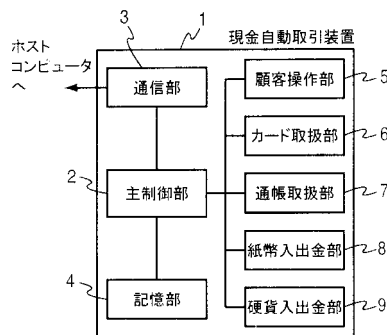 3
1
現金自動取引装置
ホスト
コンピュータ
へ
通信部
顧客操作部
5
カード取扱部
6
2
主制御部
通帳取扱部
7
紙幣入出金部
8
4
記憶部
硬貨入出金部
9